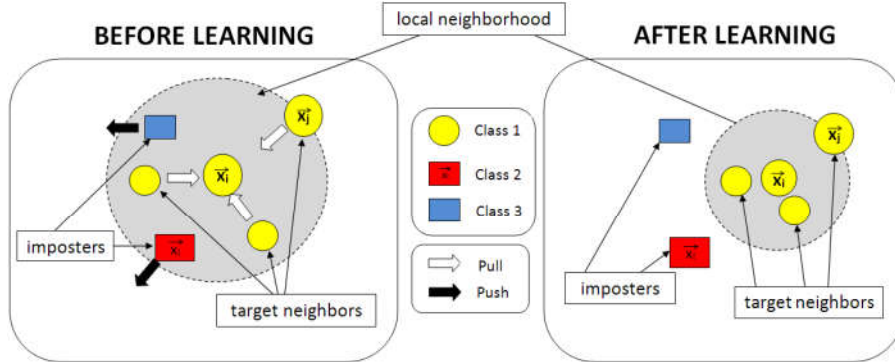 local neighborhood
BEFORE LEARNING
AFTER LEARNING
x⃗j
x⃗i
imposters
target neighbors
Class 1
Class 2
Class 3
Pull
Push
x⃗j
x⃗i
imposters
target neighbors